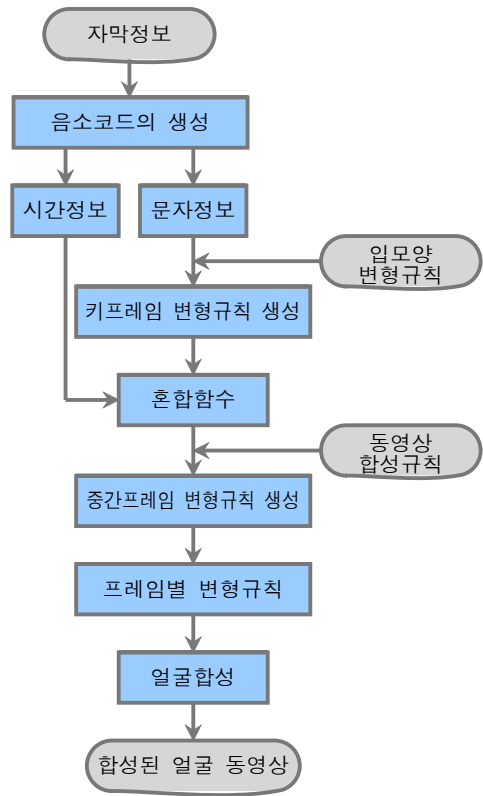 자막정보
음소코드의 생성
시간정보
문자정보
입모양
변형규칙
키프레임 변형규칙 생성
혼합함수
동영상
합성규칙
중간프레임 변형규칙 생성
프레임별 변형규칙
얼굴합성
합성된 얼굴 동영상